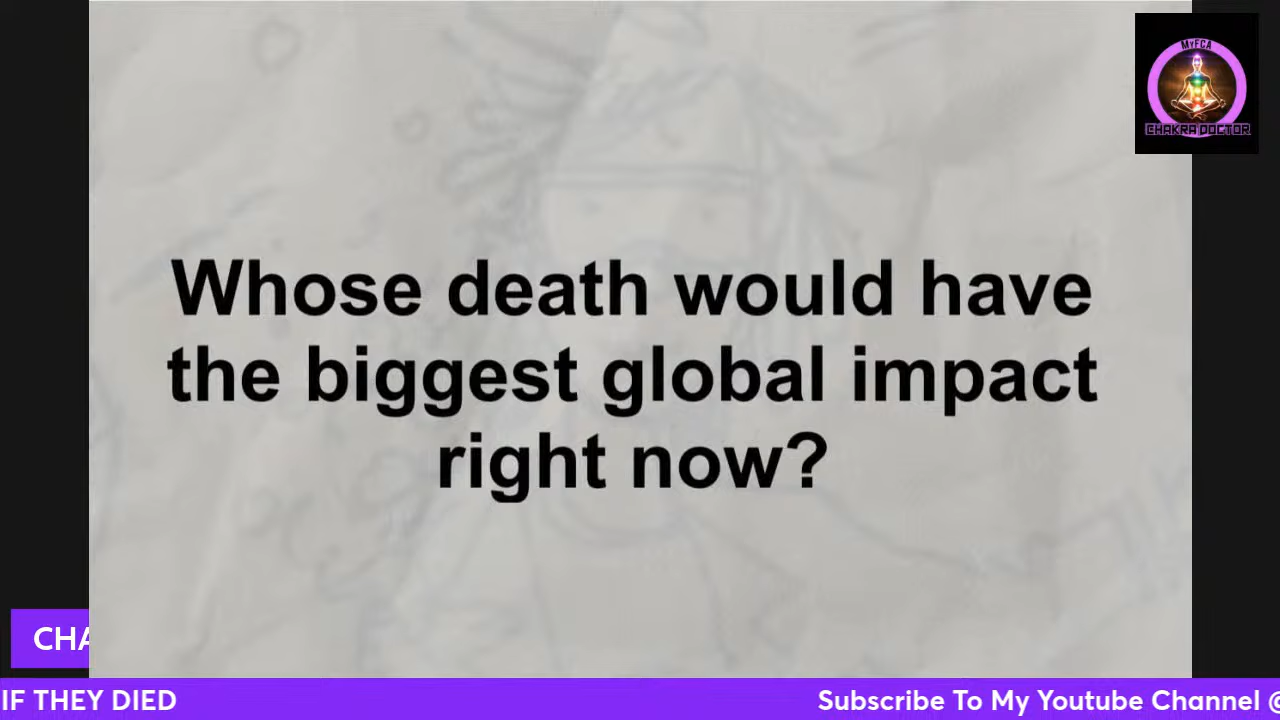 MYFCA
CHAKRA DOCTOR
Whose death would have
the biggest global impact
right now?
CHA
IF THEY DIED
Subscribe To My Youtube Channel @